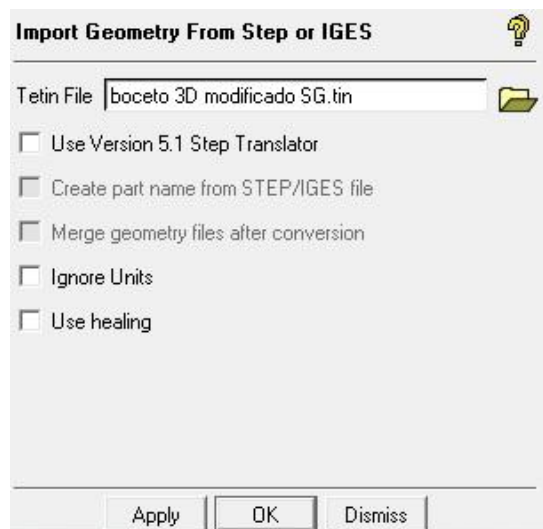 Import Geometry From Step or IGES
Tetin File boceto 3D modificado SG.tin
Use Version 5.1 Step Translator
Create part name from STEP/IGES file
Merge geometry files after conversion
Ignore Units
Use healing
Apply OK Dismiss